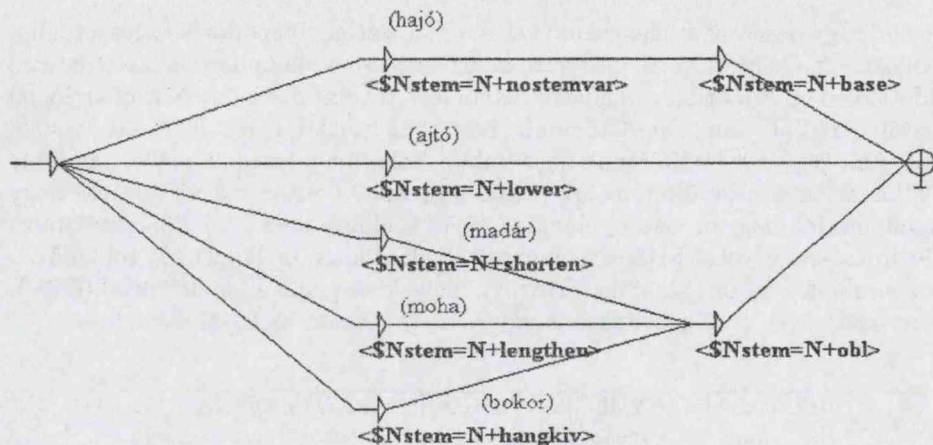 (hajó)
<$Nstem=N+nostemvar>
<$Nstem=N+base>
(ajtó)
<$Nstem=N+lower>
(madár)
<$Nstem=N+shorten>
(moha)
<$Nstem=N+lengthen>
<$Nstem=N+obl>
(bokor)
<$Nstem=N+hangkiv>